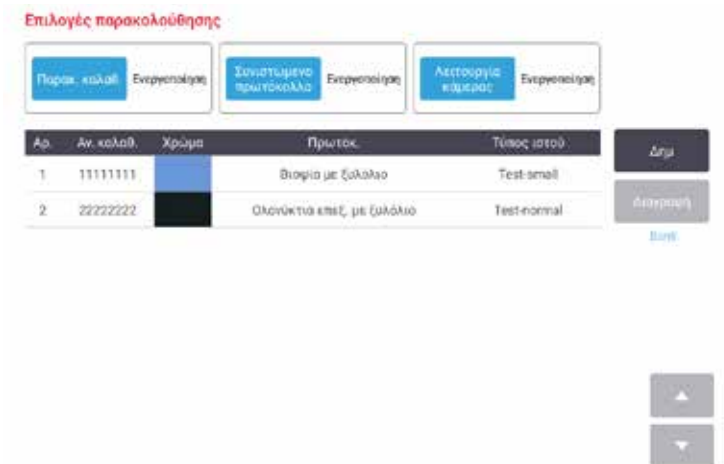 Επιλογές παρακολούθησης
Παρακ. καλαθ. Ενεργοποίηση
Συνιστώμενο πρωτόκολλο Ενεργοποίηση
Λειτουργία κάμερας Ενεργοποίηση
Αρ. Αν. καλαθ. Χρώμα Πρωτόκ. Τύπος ιστού
1 11111111 Βιοψία με ξυλόλιο Test-small
2 22222222 Ολονύκτια επεξ. με ξυλόλιο Test-normal
Δημ
Διαγραφή